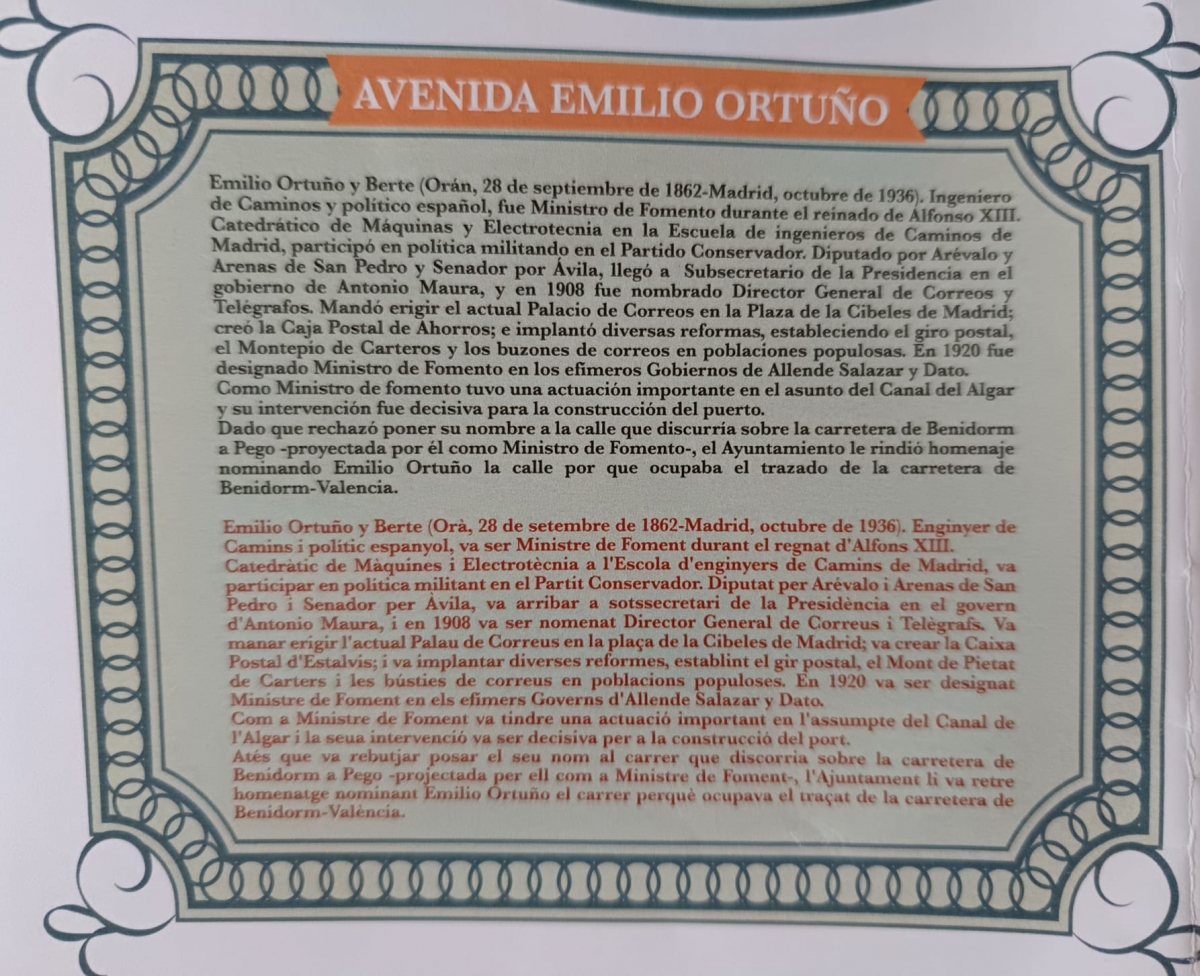 AVENIDA EMILIO ORTUÑO
Emilio Ortuño y Berte (Orán, 28 de septiembre de 1862-Madrid, octubre de 1936). Ingeniero
de Caminos y político español, fue Ministro de Fomento durante el reinado de Alfonso XIII.
Catedrático de Máquinas y Electrotecnia en la Escuela de ingenieros de Caminos de
Madrid, participó en política militando en el Partido Conservador. Diputado por Arévalo y
Arenas de San Pedro y Senador por Ávila, llegó a Subsecretario de la Presidencia en el
gobierno de Antonio Maura, y en 1908 fue nombrado Director General de Correos y
Telégrafos. Mandó erigir el actual Palacio de Correos en la Plaza de la Cibeles de Madrid;
creó la Caja Postal de Ahorros; e implantó diversas reformas, estableciendo el giro postal,
el Montepío de Carteros y los buzones de correos en poblaciones populosas. En 1920 fue
designado Ministro de Fomento en los efímeros Gobiernos de Allende Salazar y Dato.
Como Ministro de fomento tuvo una actuación importante en el asunto del Canal del Algar
y su intervención fue decisiva para la construcción del puerto.
Dado que rechazó poner su nombre a la calle que discurría sobre la carretera de Benidorm
a Pego -proyectada por él como Ministro de Fomento-, el Ayuntamiento le rindió homenaje
nominando Emilio Ortuño la calle por que ocupaba el trazado de la carretera de
Benidorm-Valencia.
Emilio Ortuño y Berte (Orà, 28 de setembre de 1862-Madrid, octubre de 1936). Enginyer de
Camins i polític espanyol, va ser Ministre de Foment durant el regnat d'Alfons XIII.
Catedràtic de Màquines i Electrotècnia a l'Escola d'enginyers de Camins de Madrid, va
participar en política militant en el Partit Conservador. Diputat per Arévalo i Arenas de San
Pedro i Senador per Àvila, va arribar a sotssecretari de la Presidència en el govern
d'Antonio Maura, i en 1908 va ser nomenat Director General de Correus i Telègrafs. Va
manar erigir l'actual Palau de Correus en la plaça de la Cibeles de Madrid; va crear la Caixa
Postal d'Estalvis; i va implantar diverses reformes, establint el gir postal, el Mont de Pietat
de Carters i les bústies de correus en poblacions populoses. En 1920 va ser designat
Ministre de Foment en els efímers Governs d'Allende Salazar y Dato.
Com a Ministre de Foment va tindre una actuació important en l'assumpte del Canal de
l'Algar i la seua intervenció va ser decisiva per a la construcció del port.
Atés que va rebutjar posar el seu nom al carrer que discorria sobre la carretera de
Benidorm a Pego -projectada per ell com a Ministre de Foment-, l'Ajuntament li va retre
homenatge nominant Emilio Ortuño el carrer perquè ocupava el traçat de la carretera de
Benidorm-València.